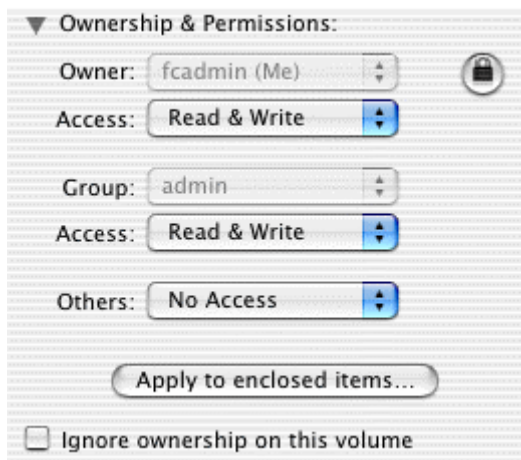 Ownership & Permissions:
Owner: fcadmin (Me)
Access: Read & Write
Group: admin
Access: Read & Write
Others: No Access
Apply to enclosed items...
Ignore ownership on this volume